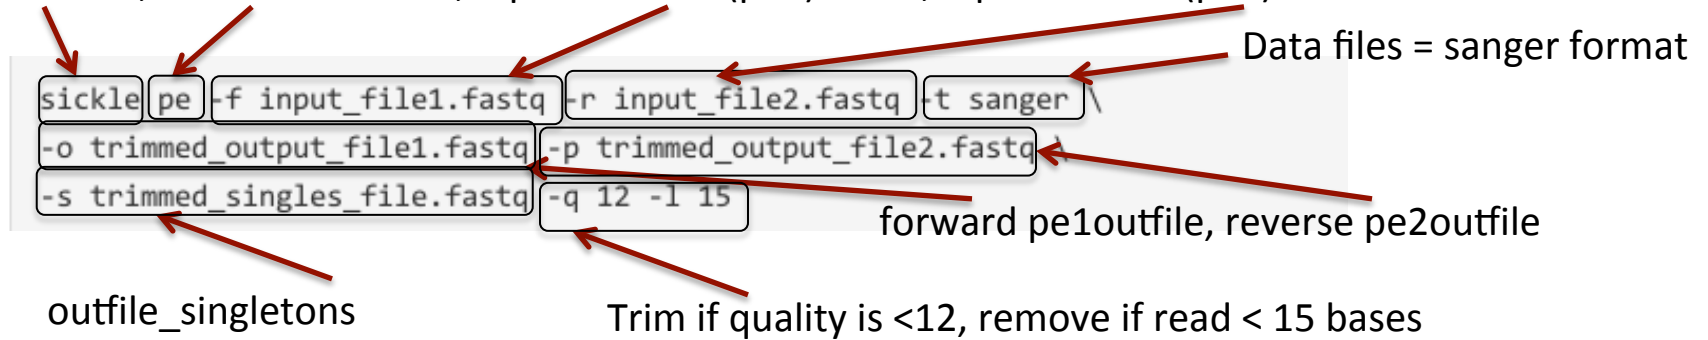 Data files = sanger format
sickle pe -f input_file1.fastq -r input_file2.fastq -t sanger \
-o trimmed_output_file1.fastq -p trimmed_output_file2.fastq \
-s trimmed_singles_file.fastq -q 12 -l 15
forward pe1outfile, reverse pe2outfile
outfile_singletons
Trim if quality is <12, remove if read < 15 bases